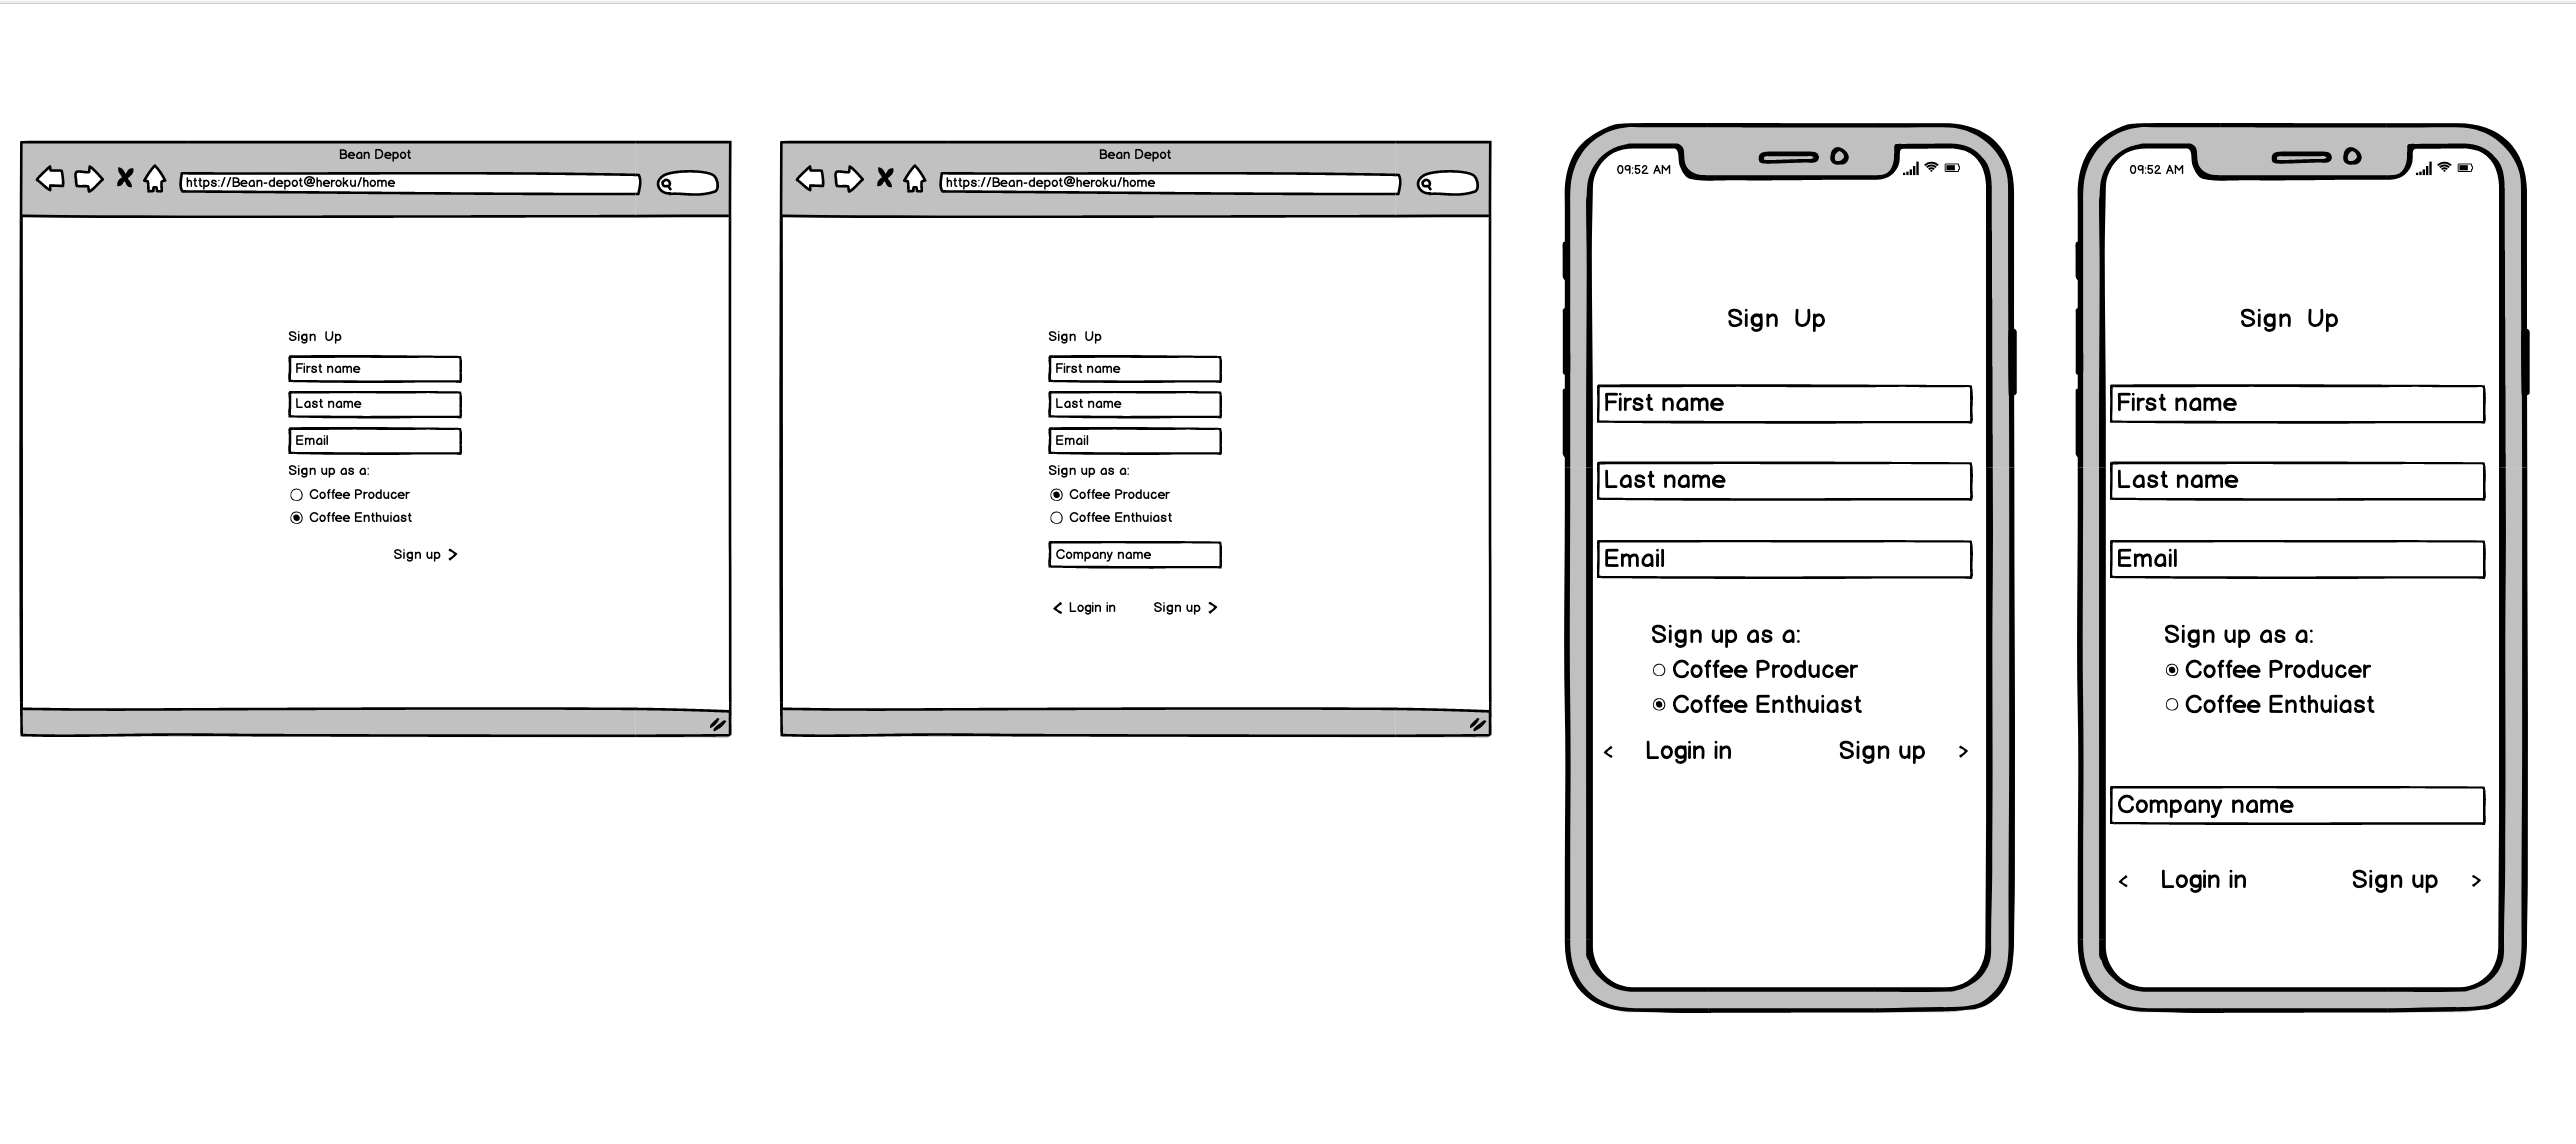 Bean Depot
https://Bean-depot@heroku/home
Sign Up
First name
Last name
Email
Sign up as a:
Coffee Producer
Coffee Enthuiast
Sign up >
Bean Depot
https://Bean-depot@heroku/home
Sign Up
First name
Last name
Email
Sign up as a:
Coffee Producer
Coffee Enthuiast
Company name
< Login in Sign up >
09:52 AM
Sign Up
First name
Last name
Email
Sign up as a:
Coffee Producer
Coffee Enthuiast
< Login in Sign up >
09:52 AM
Sign Up
First name
Last name
Email
Sign up as a:
Coffee Producer
Coffee Enthuiast
Company name
< Login in Sign up >